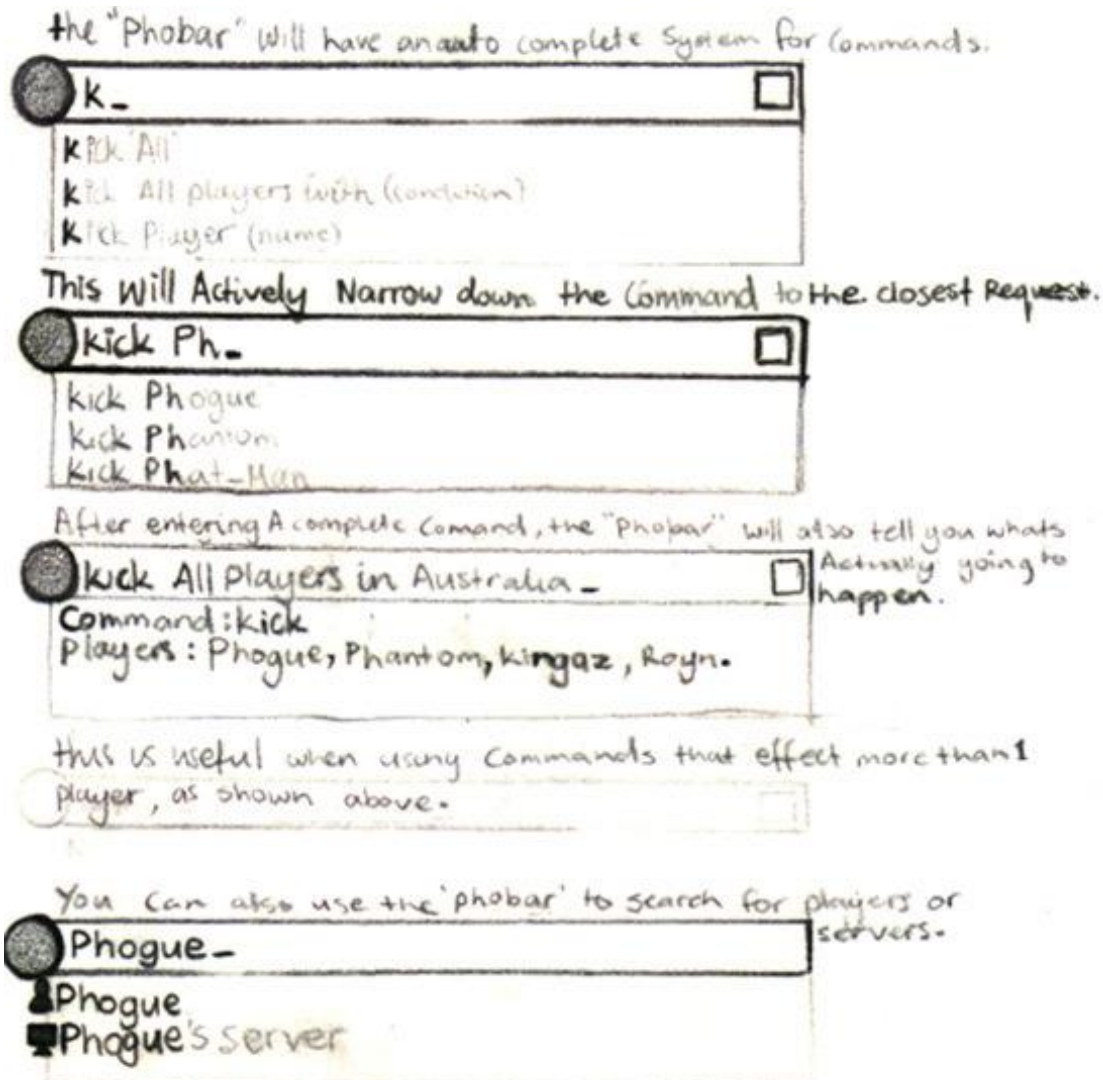 the "Phobar" will have an auto complete System for Commands.
k_
kick All
kick All players with (condition)
kick Player (name)
This Will Actively Narrow down the Command to the closest Request.
kick Ph_
kick Phogue
kick Phantom
kick Phat-Man
After entering A complete Comand, the "Phobar" will also tell you whats
Actually going to
happen.
kick All players in Australia_
Command: kick
players: Phogue, Phantom, kingaz, Royn.
this is useful when using Commands that effect more than 1
player, as shown above.
You Can also use the 'phobar' to search for players or
servers.
Phogue_
Phogue
Phogue's server